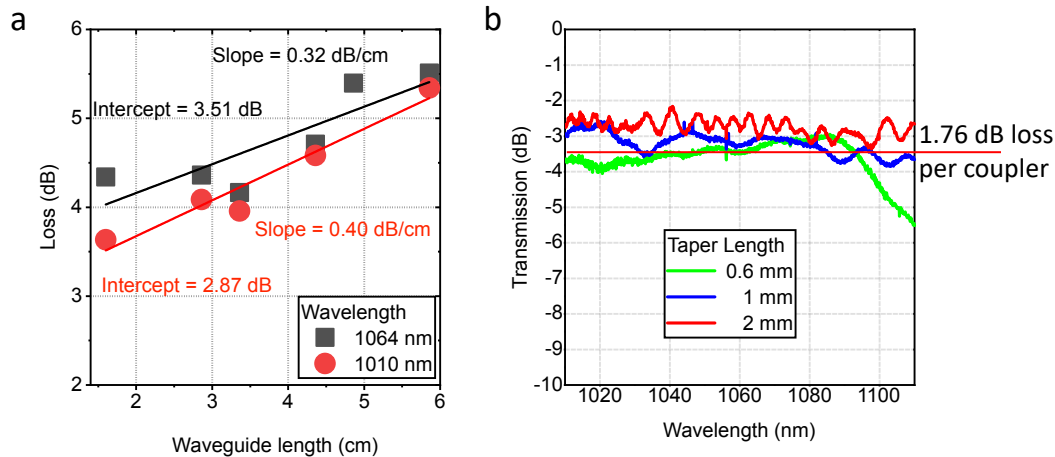 a
b
6
5
4
3
2
Loss (dB)
2
3
4
5
6
Waveguide length (cm)
Slope = 0.32 dB/cm
Intercept = 3.51 dB
Slope = 0.40 dB/cm
Intercept = 2.87 dB
Wavelength
1064 nm
1010 nm
0
-1
-2
-3
-4
-5
-6
-7
-8
-9
-10
Transmission (dB)
1020
1040
1060
1080
1100
Wavelength (nm)
Taper Length
0.6 mm
1 mm
2 mm
1.76 dB loss
per coupler